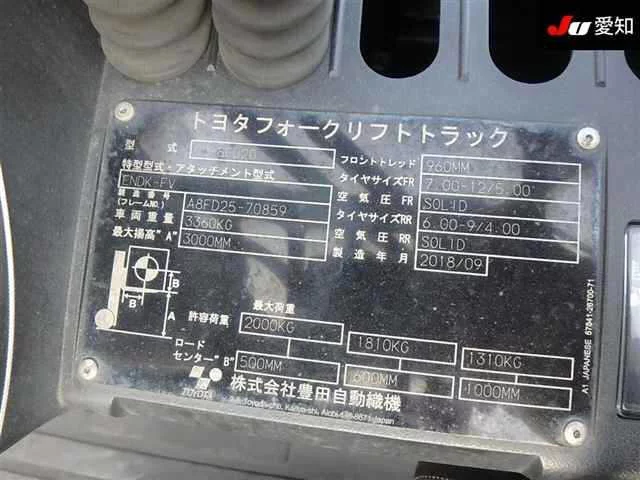 JU 愛知
トヨタフォークリフトトラック
型 式
フロントトレッド 960MM
特型型式・アタッチメント型式
タイヤサイズFR 7.00-12/5.00
ENDK-FV
空気圧FR SOLID
製造番号
(フレームNO.) A8FD25-70859
タイヤサイズRR 6.00-9/4.00
車両重量 3360KG
空気圧RR SOLID
最大揚高"A" 3000MM
製造年月 2018/09
B
B
A
最大荷重
許容荷重 2000KG 1810KG 1310KG
ロード
センター"B" 500MM 600MM 1000MM
TOYOTA
株式会社豊田自動織機
A1 JAPANESE 57841-26700-71